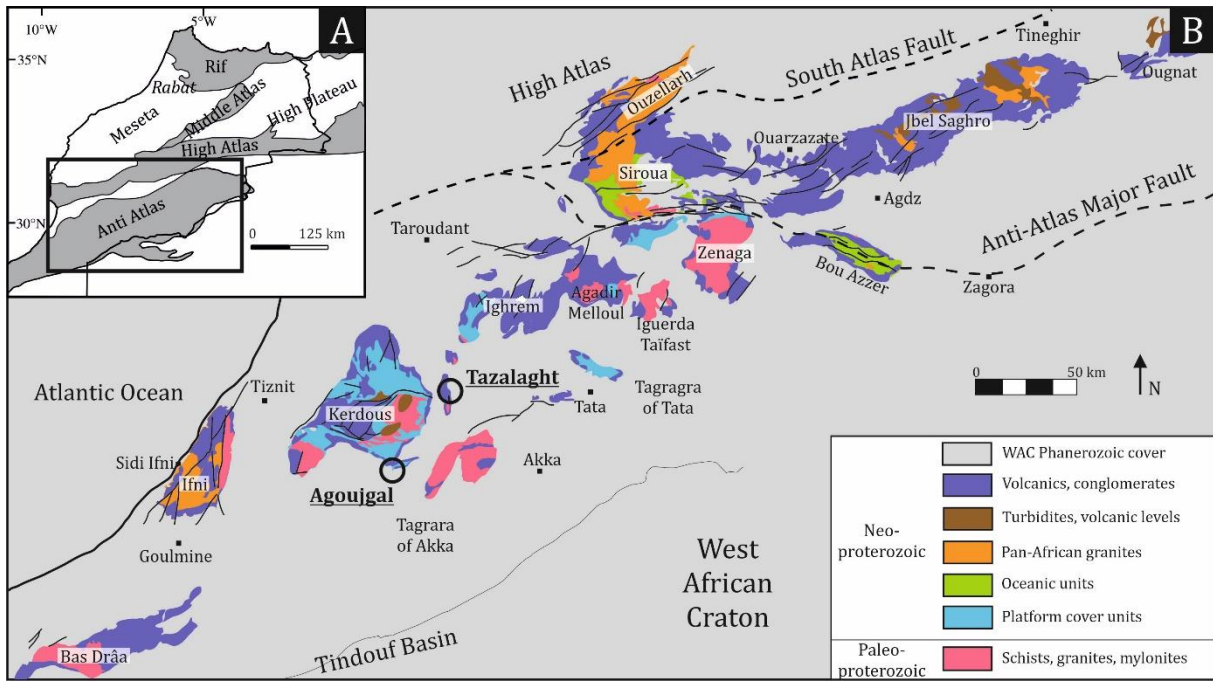 10°W
5°W
A
35°N
Rif
Rabat
Middle Atlas
High Plateau
Meseta
High Atlas
30°N
Anti Atlas
0 125 km
B
Tineghir
South Atlas Fault
Ougnat
High Atlas
Ouzellarh
Jbel Saghro
Ouarzazate
Siroua
Agdz
Anti-Atlas Major Fault
Taroudant
Zenaga
Bou Azzer
Zagora
Ighrem
Agadir
Melloul
Iguerda
Taïfast
0 50 km
N
Atlantic Ocean
Tiznit
Tazalaght
Tata
Tagragra
of Tata
Kerdous
Sidi Ifni
Ifni
Akka
Agoujgal
Tagrara
of Akka
Goulmine
West
African
Craton
Bas Drâa
Tindouf Basin
WAC Phanerozoic cover
Neo-
proterozoic
Volcanics, conglomerates
Turbidites, volcanic levels
Pan-African granites
Oceanic units
Platform cover units
Paleo-
proterozoic
Schists, granites, mylonites